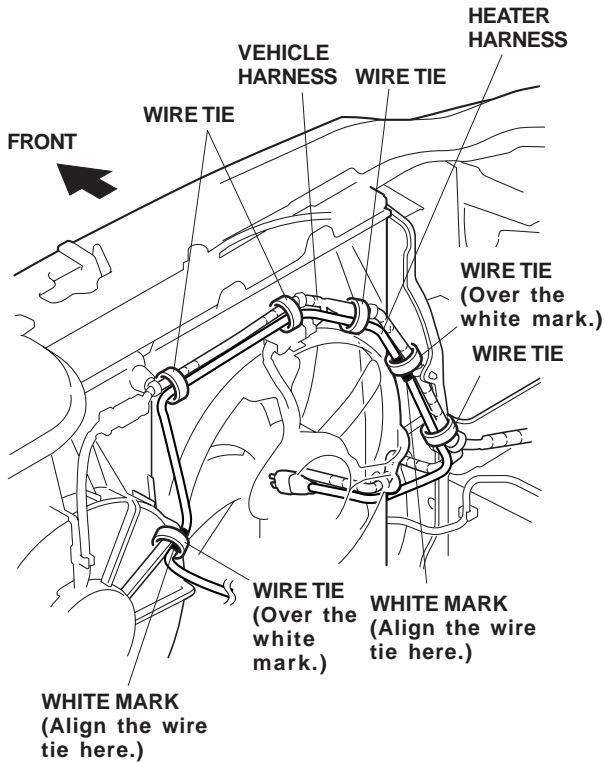 HEATER
HARNESS
VEHICLE
HARNESS
WIRE TIE
WIRE TIE
FRONT
WIRE TIE
(Over the
white mark.)
WIRE TIE
WIRE TIE
(Over the
white
mark.)
WHITE MARK
(Align the wire
tie here.)
WHITE MARK
(Align the wire
tie here.)